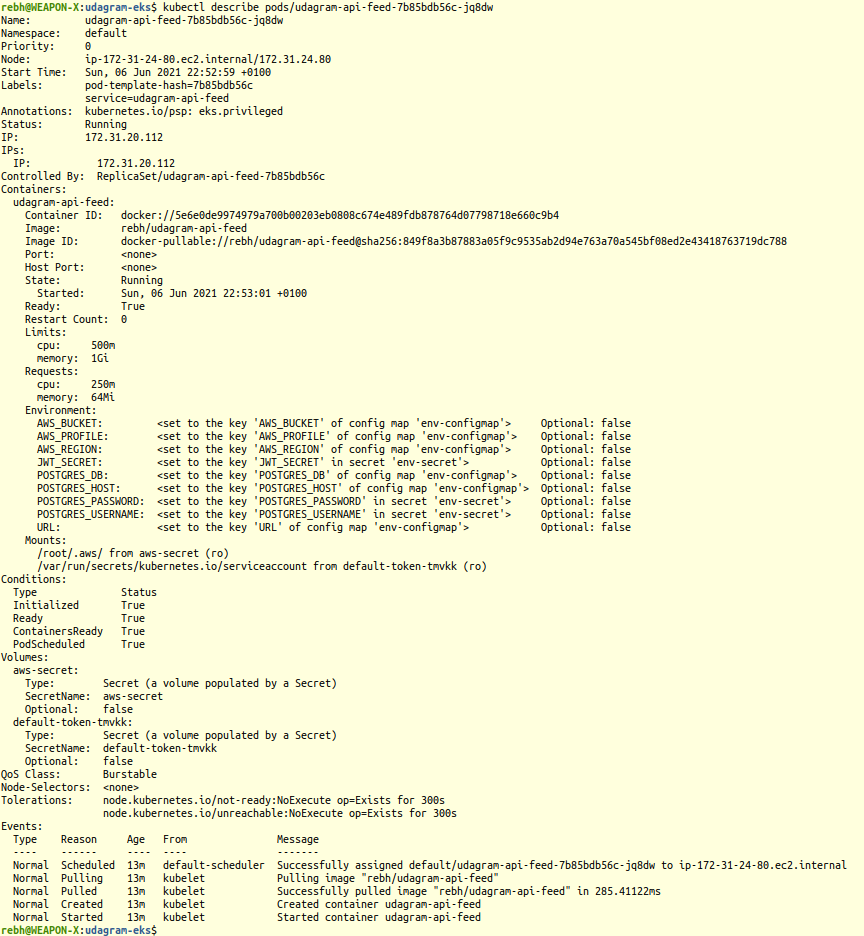 rebh@WEAPON-X:udagram-eks$ kubectl describe pods/udagram-api-feed-7b85bdb56c-jq8dw
Name:         udagram-api-feed-7b85bdb56c-jq8dw
Namespace:    default
Priority:     0
Node:         ip-172-31-24-80.ec2.internal/172.31.24.80
Start Time:   Sun, 06 Jun 2021 22:52:59 +0100
Labels:       pod-template-hash=7b85bdb56c
              service=udagram-api-feed
Annotations:  kubernetes.io/psp: eks.privileged
Status:       Running
IP:           172.31.20.112
IPs:
  IP:           172.31.20.112
Controlled By:  ReplicaSet/udagram-api-feed-7b85bdb56c
Containers:
  udagram-api-feed:
    Container ID:   docker://5e6e0de9974979a700b00203eb0808c674e489fdb878764d07798718e660c9b4
    Image:          rebh/udagram-api-feed
    Image ID:       docker-pullable://rebh/udagram-api-feed@sha256:849f8a3b87883a05f9c9535ab2d94e763a70a545bf08ed2e43418763719dc788
    Port:           <none>
    Host Port:      <none>
    State:          Running
      Started:      Sun, 06 Jun 2021 22:53:01 +0100
    Ready:          True
    Restart Count:  0
    Limits:
      cpu:     500m
      memory:  1Gi
    Requests:
      cpu:     250m
      memory:  64Mi
    Environment:
      AWS_BUCKET:         <set to the key 'AWS_BUCKET' of config map 'env-configmap'>     Optional: false
      AWS_PROFILE:        <set to the key 'AWS_PROFILE' of config map 'env-configmap'>    Optional: false
      AWS_REGION:         <set to the key 'AWS_REGION' of config map 'env-configmap'>     Optional: false
      JWT_SECRET:         <set to the key 'JWT_SECRET' in secret 'env-secret'>            Optional: false
      POSTGRES_DB:        <set to the key 'POSTGRES_DB' of config map 'env-configmap'>    Optional: false
      POSTGRES_HOST:      <set to the key 'POSTGRES_HOST' of config map 'env-configmap'>  Optional: false
      POSTGRES_PASSWORD:  <set to the key 'POSTGRES_PASSWORD' in secret 'env-secret'>     Optional: false
      POSTGRES_USERNAME:  <set to the key 'POSTGRES_USERNAME' in secret 'env-secret'>     Optional: false
      URL:                <set to the key 'URL' of config map 'env-configmap'>            Optional: false
    Mounts:
      /root/.aws/ from aws-secret (ro)
      /var/run/secrets/kubernetes.io/serviceaccount from default-token-tmvkk (ro)
Conditions:
  Type              Status
  Initialized       True
  Ready             True
  ContainersReady   True
  PodScheduled      True
Volumes:
  aws-secret:
    Type:        Secret (a volume populated by a Secret)
    SecretName:  aws-secret
    Optional:    false
  default-token-tmvkk:
    Type:        Secret (a volume populated by a Secret)
    SecretName:  default-token-tmvkk
    Optional:    false
QoS Class:       Burstable
Node-Selectors:  <none>
Tolerations:     node.kubernetes.io/not-ready:NoExecute op=Exists for 300s
                 node.kubernetes.io/unreachable:NoExecute op=Exists for 300s
Events:
  Type    Reason     Age   From               Message
  ----    ------     ----  ----               -------
  Normal  Scheduled  13m   default-scheduler  Successfully assigned default/udagram-api-feed-7b85bdb56c-jq8dw to ip-172-31-24-80.ec2.internal
  Normal  Pulling    13m   kubelet            Pulling image "rebh/udagram-api-feed"
  Normal  Pulled     13m   kubelet            Successfully pulled image "rebh/udagram-api-feed" in 285.41122ms
  Normal  Created    13m   kubelet            Created container udagram-api-feed
  Normal  Started    13m   kubelet            Started container udagram-api-feed
rebh@WEAPON-X:udagram-eks$